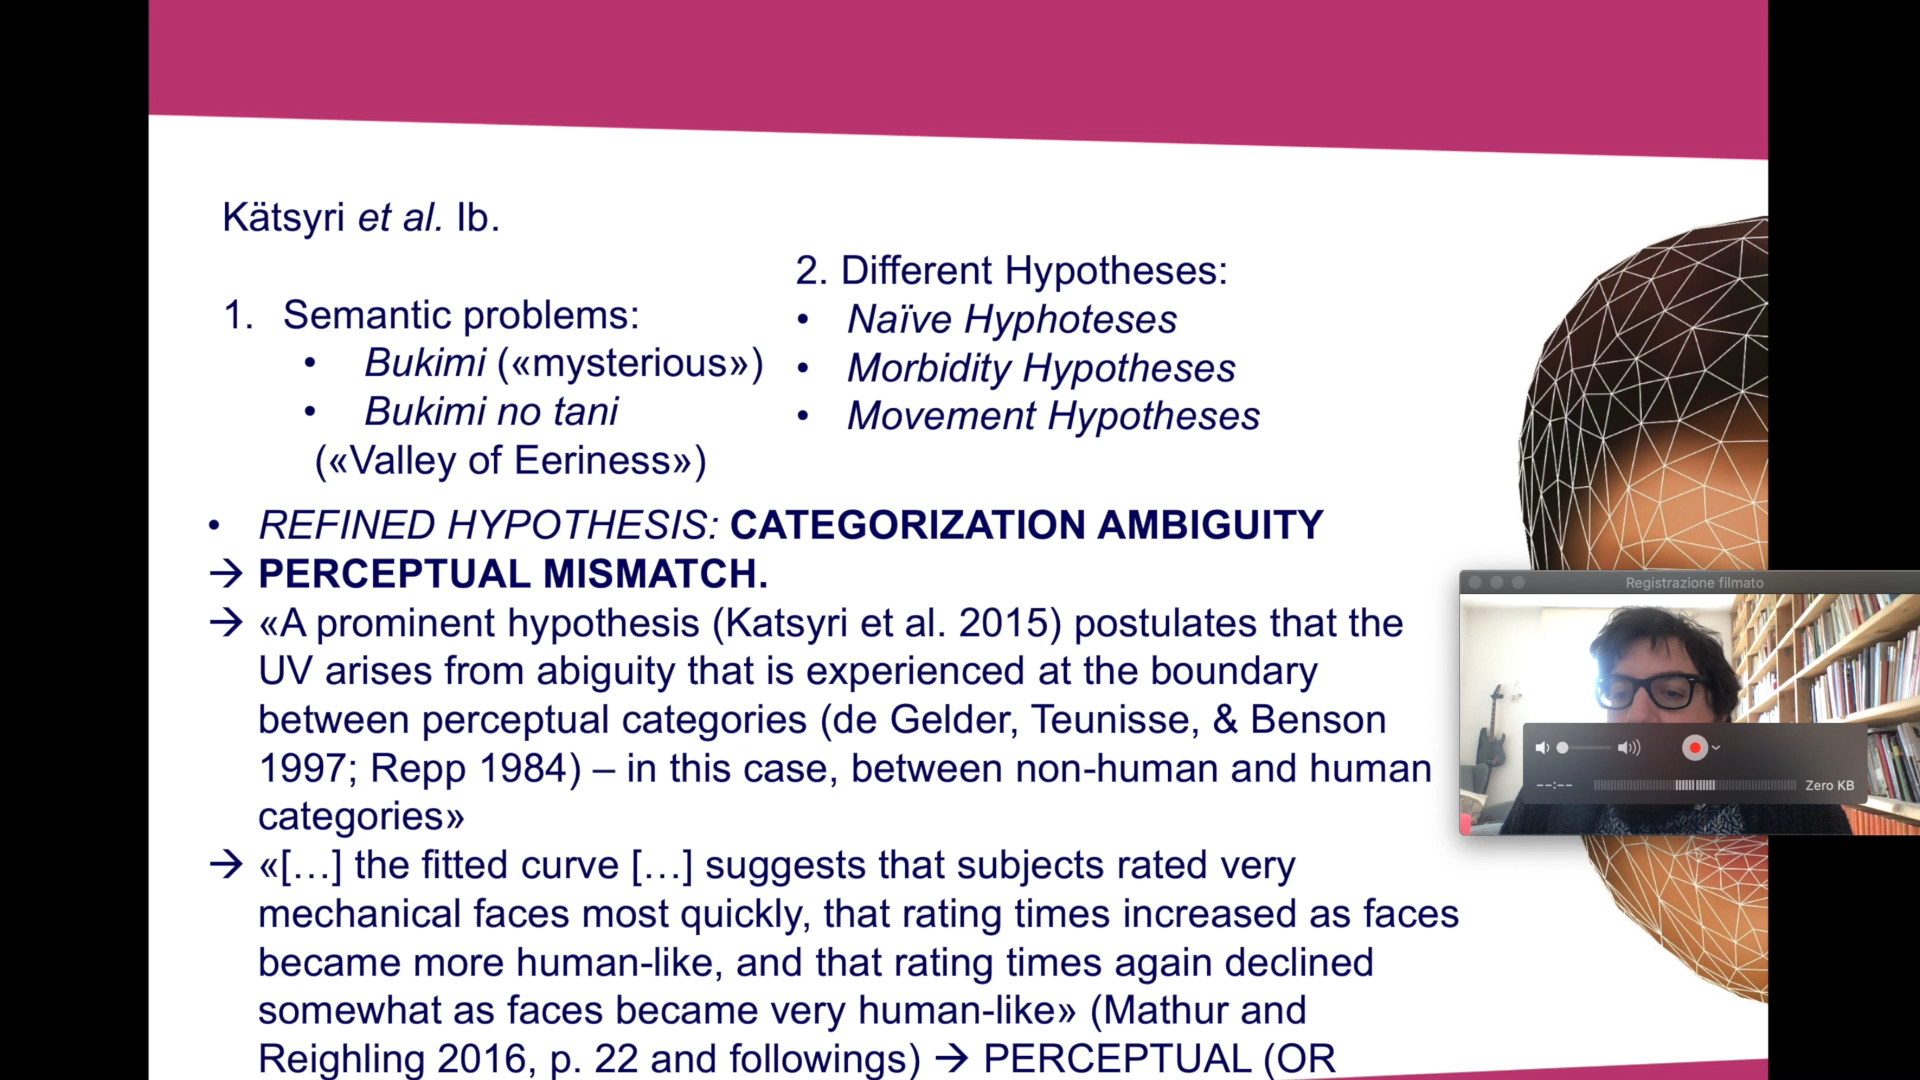 Kätsyri et al. Ib.
1. Semantic problems:
• Bukimi («mysterious»)
• Bukimi no tani
(«Valley of Eeriness»)
2. Different Hypotheses:
• Naïve Hyphoteses
• Morbidity Hypotheses
• Movement Hypotheses
• REFINED HYPOTHESIS: CATEGORIZATION AMBIGUITY
→ PERCEPTUAL MISMATCH.
→ «A prominent hypothesis (Katsyri et al. 2015) postulates that the
UV arises from abiguity that is experienced at the boundary
between perceptual categories (de Gelder, Teunisse, & Benson
1997; Repp 1984) – in this case, between non-human and human
categories»
→ «[…] the fitted curve […] suggests that subjects rated very
mechanical faces most quickly, that rating times increased as faces
became more human-like, and that rating times again declined
somewhat as faces became very human-like» (Mathur and
Reighling 2016, p. 22 and followings) → PERCEPTUAL (OR
Registrazione filmato
--:--
Zero KB